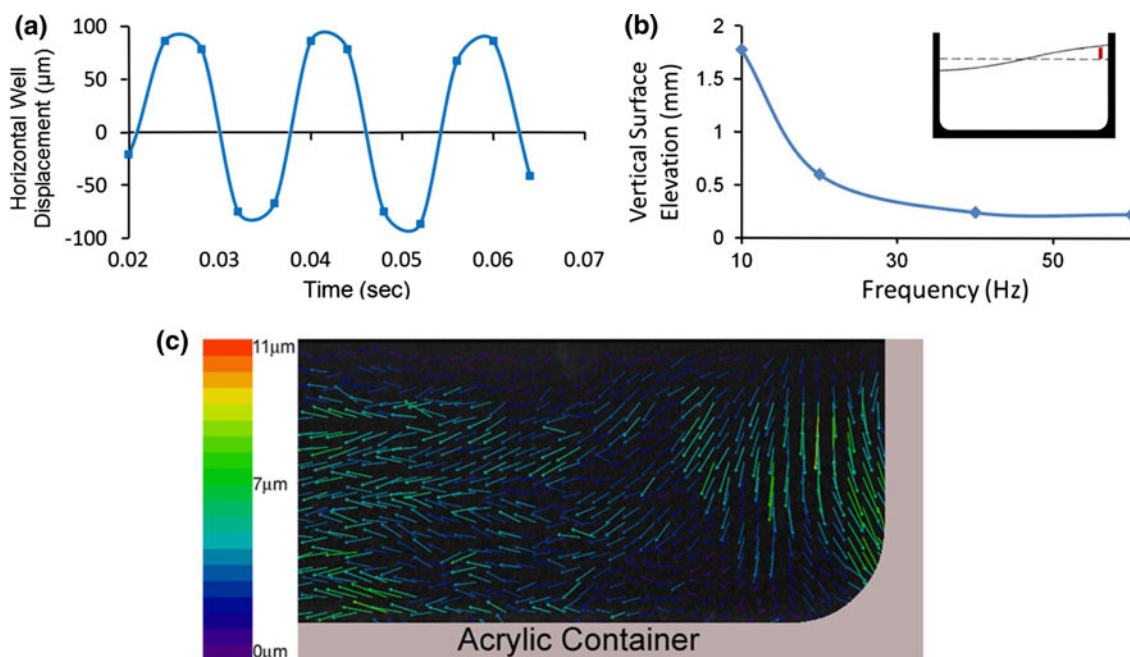 (a)
Horizontal Well
Displacement (µm)
100
50
0
-50
-100
0.02 0.03 0.04 0.05 0.06 0.07
Time (sec)
(b)
Vertical Surface
Elevation (mm)
2
1.5
1
0.5
0
10 30 50
Frequency (Hz)
(c)
11µm
7µm
0µm
Acrylic Container